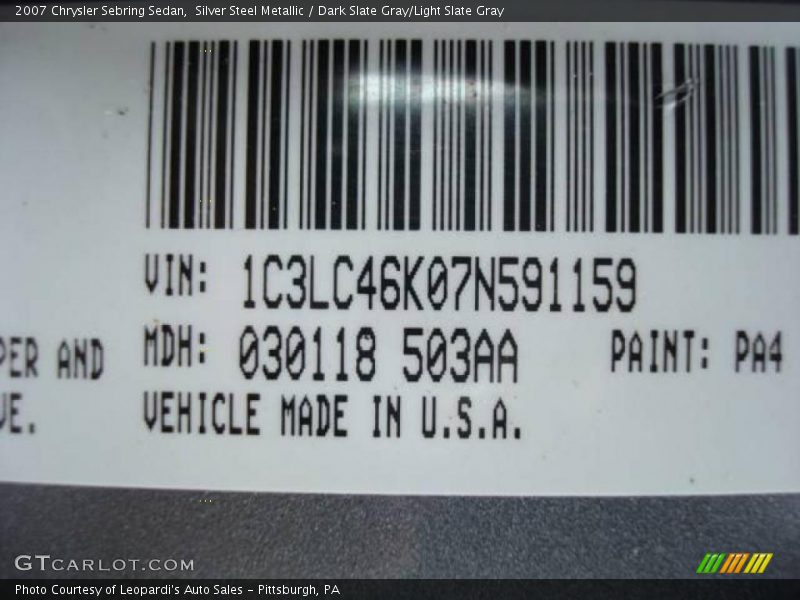 2007 Chrysler Sebring Sedan, Silver Steel Metallic / Dark Slate Gray/Light Slate Gray
VIN: 1C3LC46K07N591159
PER AND MDH: 030118 503AA PAINT: PA4
VE. VEHICLE MADE IN U.S.A.
GTCARLOT.COM
Photo Courtesy of Leopardi's Auto Sales - Pittsburgh, PA